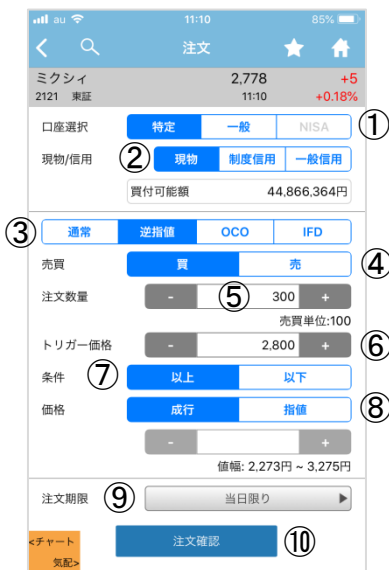 au 11:10 85%
注文
ミクシィ 2,778 +5
2121 東証 11:10 +0.18%
口座選択 特定 一般 NISA ①
現物/信用 ② 現物 制度信用 一般信用
買付可能額 44,866,364円
③ 通常 逆指値 OCO IFD
売買 買 売 ④
注文数量 - ⑤ 300 +
売買単位:100
トリガー価格 - 2,800 + ⑥
条件 ⑦ 以上 以下
価格 成行 指値 ⑧
- +
値幅: 2,273円 ~ 3,275円
注文期限 ⑨ 当日限り
<チャート 注文確認 ⑩
気配>